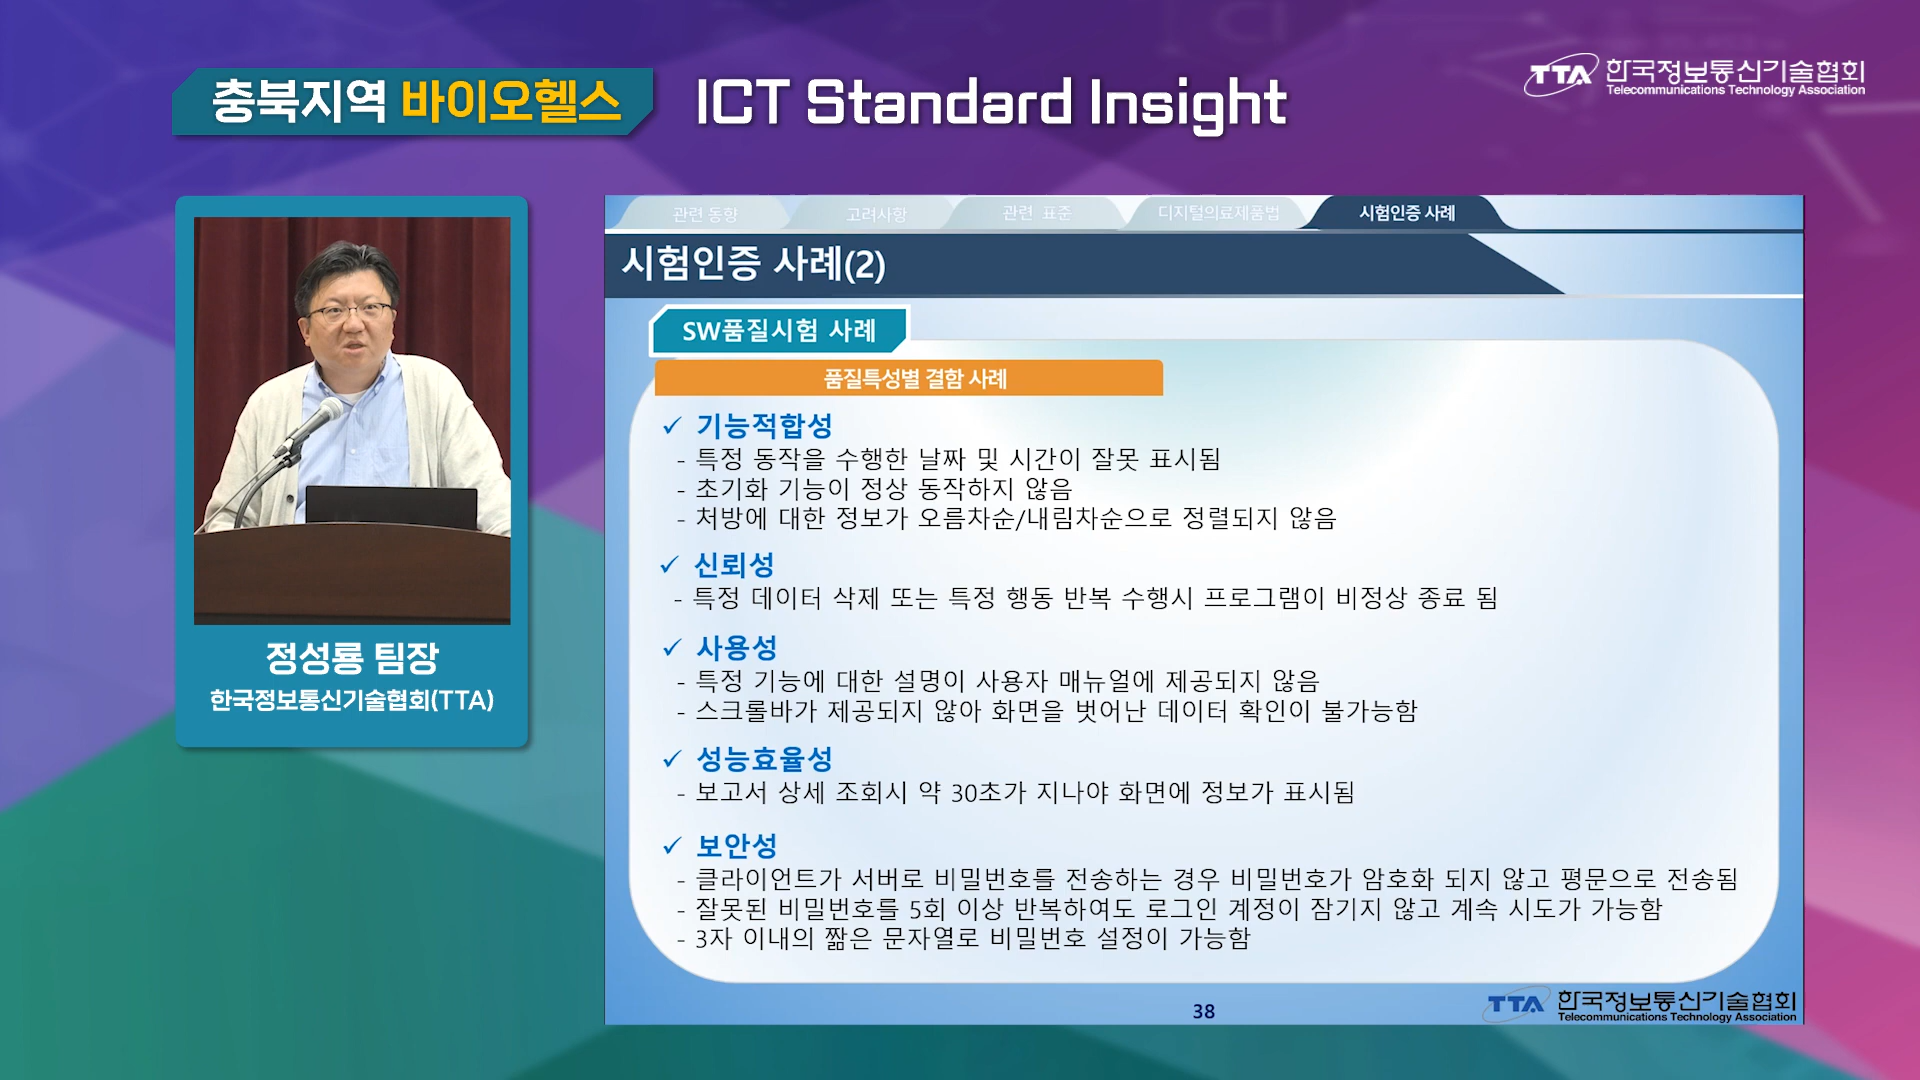 충북지역 바이오헬스 ICT Standard Insight
TTA 한국정보통신기술협회
Telecommunications Technology Association
정성룡 팀장
한국정보통신기술협회(TTA)
관련 동향 고려사항 관련 표준 디지털의료제품법 시험인증 사례
시험인증 사례(2)
SW품질시험 사례
품질특성별 결함 사례
✓ 기능적합성
- 특정 동작을 수행한 날짜 및 시간이 잘못 표시됨
- 초기화 기능이 정상 동작하지 않음
- 처방에 대한 정보가 오름차순/내림차순으로 정렬되지 않음
✓ 신뢰성
- 특정 데이터 삭제 또는 특정 행동 반복 수행시 프로그램이 비정상 종료 됨
✓ 사용성
- 특정 기능에 대한 설명이 사용자 매뉴얼에 제공되지 않음
- 스크롤바가 제공되지 않아 화면을 벗어난 데이터 확인이 불가능함
✓ 성능효율성
- 보고서 상세 조회시 약 30초가 지나야 화면에 정보가 표시됨
✓ 보안성
- 클라이언트가 서버로 비밀번호를 전송하는 경우 비밀번호가 암호화 되지 않고 평문으로 전송됨
- 잘못된 비밀번호를 5회 이상 반복하여도 로그인 계정이 잠기지 않고 계속 시도가 가능함
- 3자 이내의 짧은 문자열로 비밀번호 설정이 가능함
38
TTA 한국정보통신기술협회
Telecommunications Technology Association